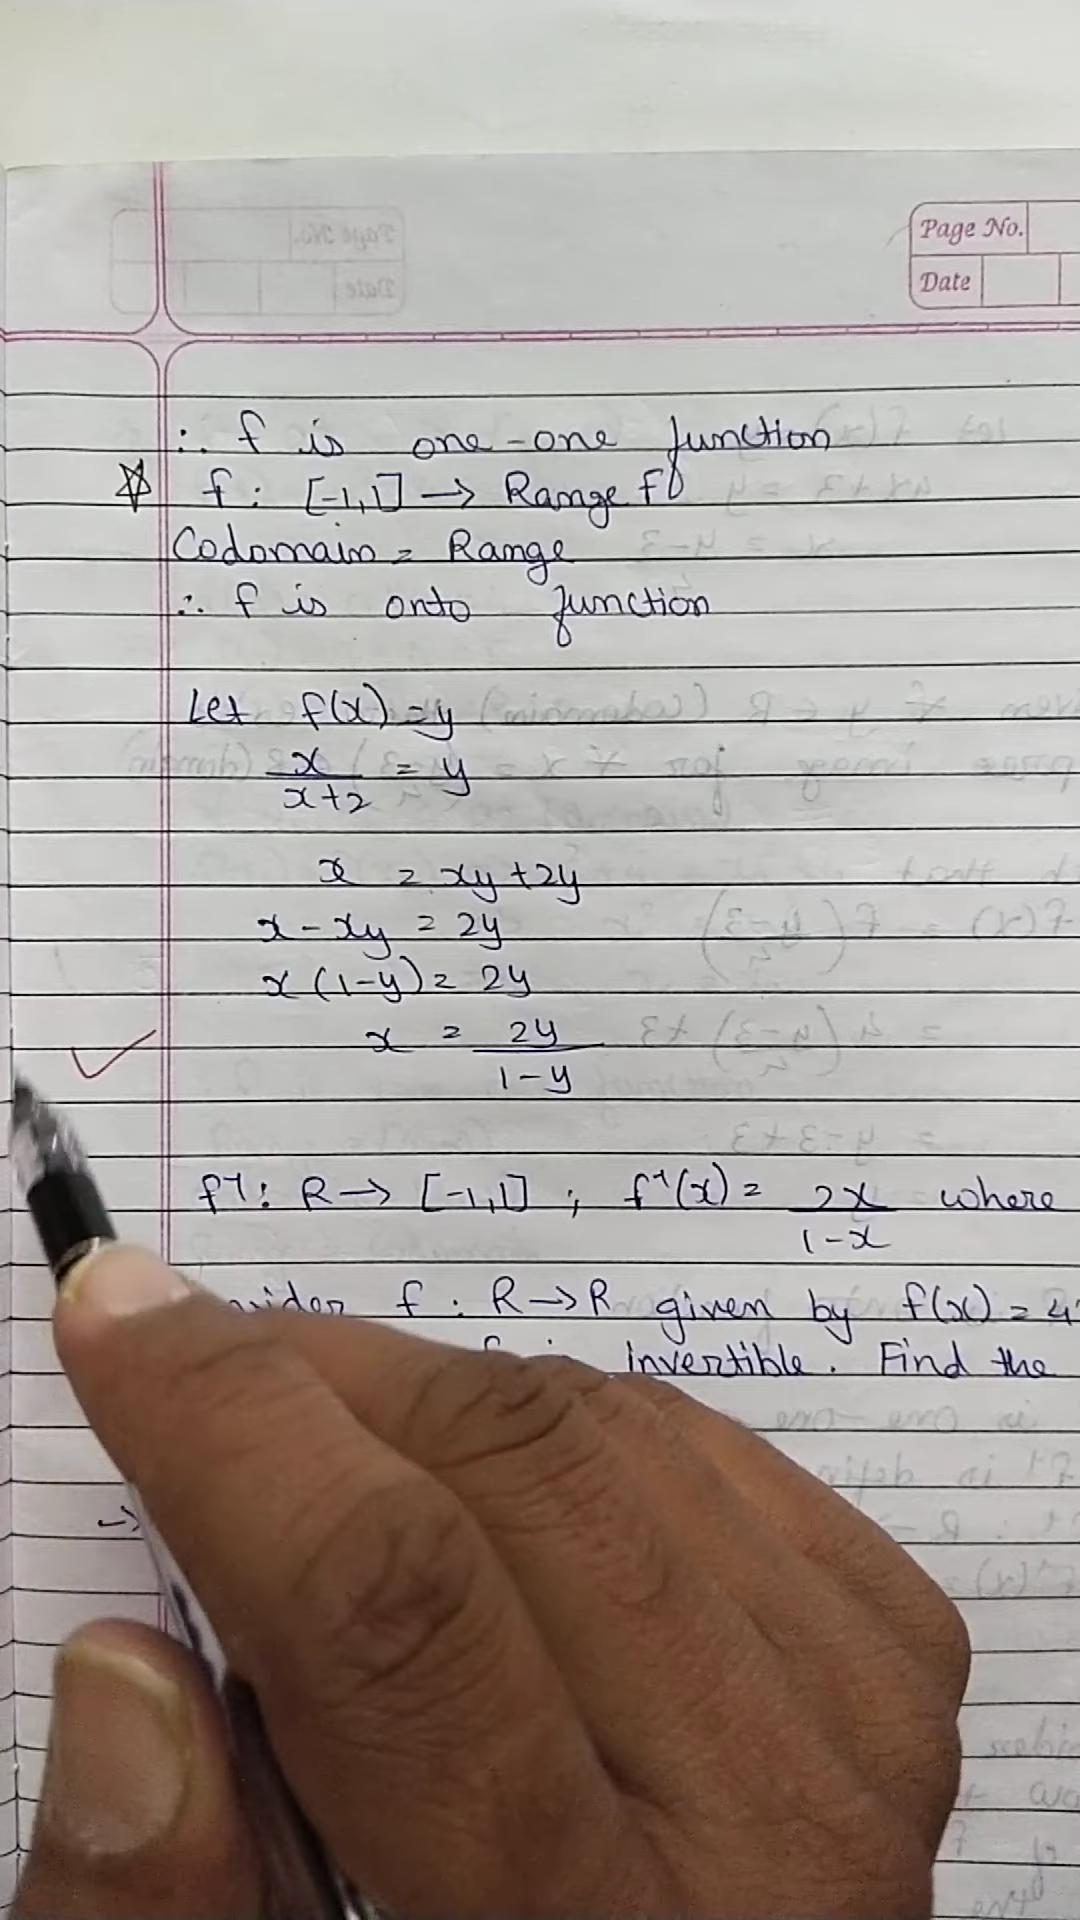 Page No.
Date
∴ f is one-one function
☆ f : [-1,1] → Range f
Codomain = Range
∴ f is onto function
Let f(x) = y
x/(x+2) = y
x = xy + 2y
x - xy = 2y
x (1-y) = 2y
x = 2y/(1-y)
f⁻¹ : R → [-1,1] ; f⁻¹(x) = 2x/(1-x) where
f : R → R given by f(x) = 4
invertible. Find the